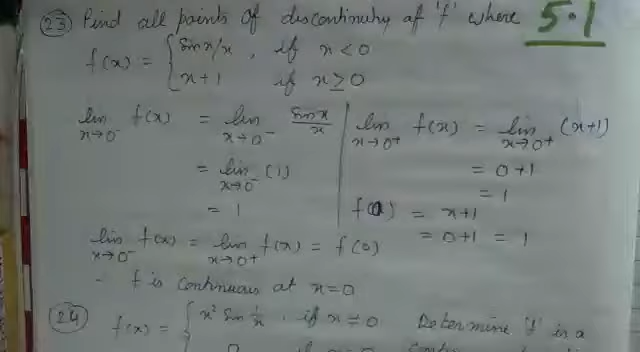 (23) Find all points of discontinuity of 'f' where 5.1
f(x) = { sin x/x, if x < 0
x + 1 if x ≥ 0
lim x→0⁻ f(x) = lim x→0⁻ sin x/x | lim x→0⁺ f(x) = lim x→0⁺ (x+1)
= lim x→0⁻ (1) = 0+1
= 1 = 1
f(0) = x+1
lim x→0⁻ f(x) = lim x→0⁺ f(x) = f(0) = 0+1 = 1
∴ f is continuous at x=0
(24) f(x) = { x² sin 1/x, if x ≠ 0 Determine 'f' is a
0